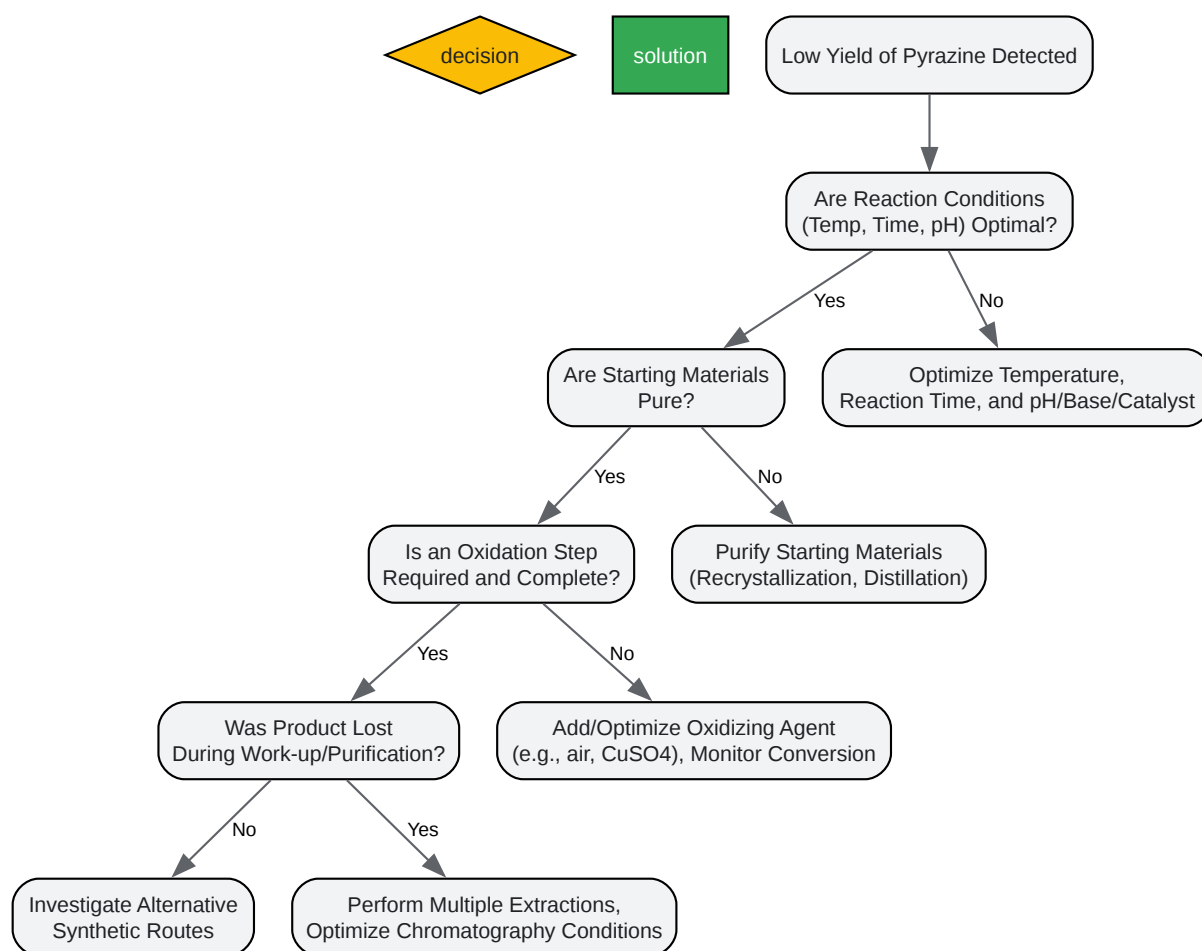 decision
solution
Low Yield of Pyrazine Detected
Are Reaction Conditions
(Temp, Time, pH) Optimal?
Yes
No
Are Starting Materials
Pure?
Optimize Temperature,
Reaction Time, and pH/Base/Catalyst
Yes
No
Is an Oxidation Step
Required and Complete?
Purify Starting Materials
(Recrystallization, Distillation)
Yes
No
Was Product Lost
During Work-up/Purification?
Add/Optimize Oxidizing Agent
(e.g., air, CuSO4), Monitor Conversion
No
Yes
Investigate Alternative
Synthetic Routes
Perform Multiple Extractions,
Optimize Chromatography Conditions